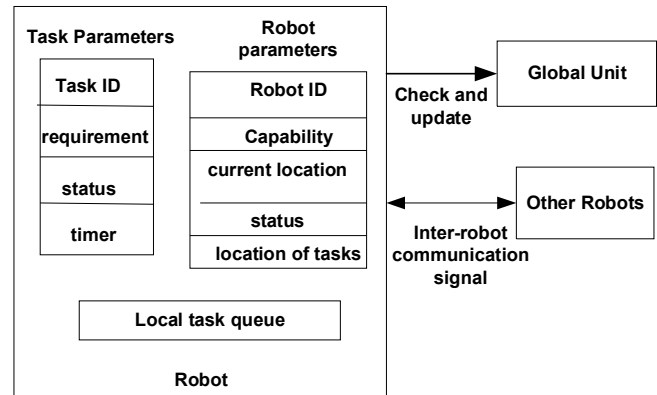 Task Parameters
Task ID
requirement
status
timer
Robot
parameters
Robot ID
Capability
current location
status
location of tasks
Local task queue
Robot
Check and
update
Global Unit
Inter-robot
communication
signal
Other Robots